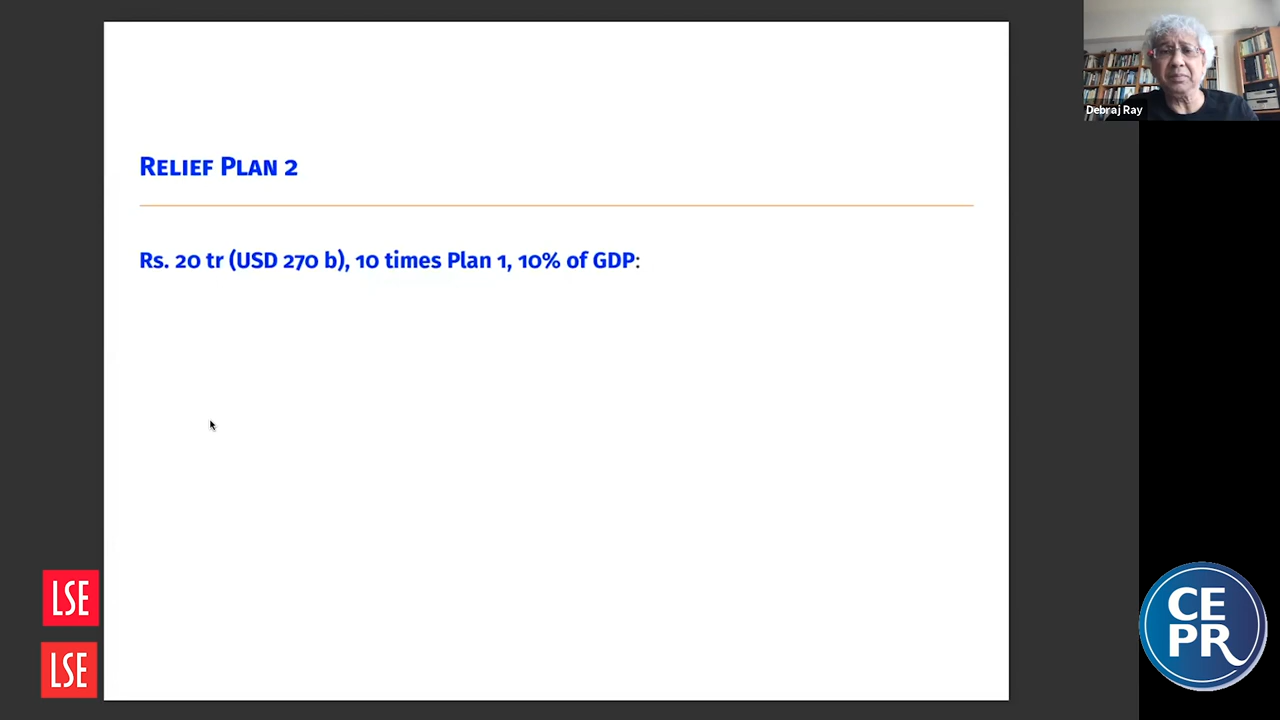 Debraj Ray
RELIEF PLAN 2
Rs. 20 tr (USD 270 b), 10 times Plan 1, 10% of GDP:
LSE
LSE
CE
PR